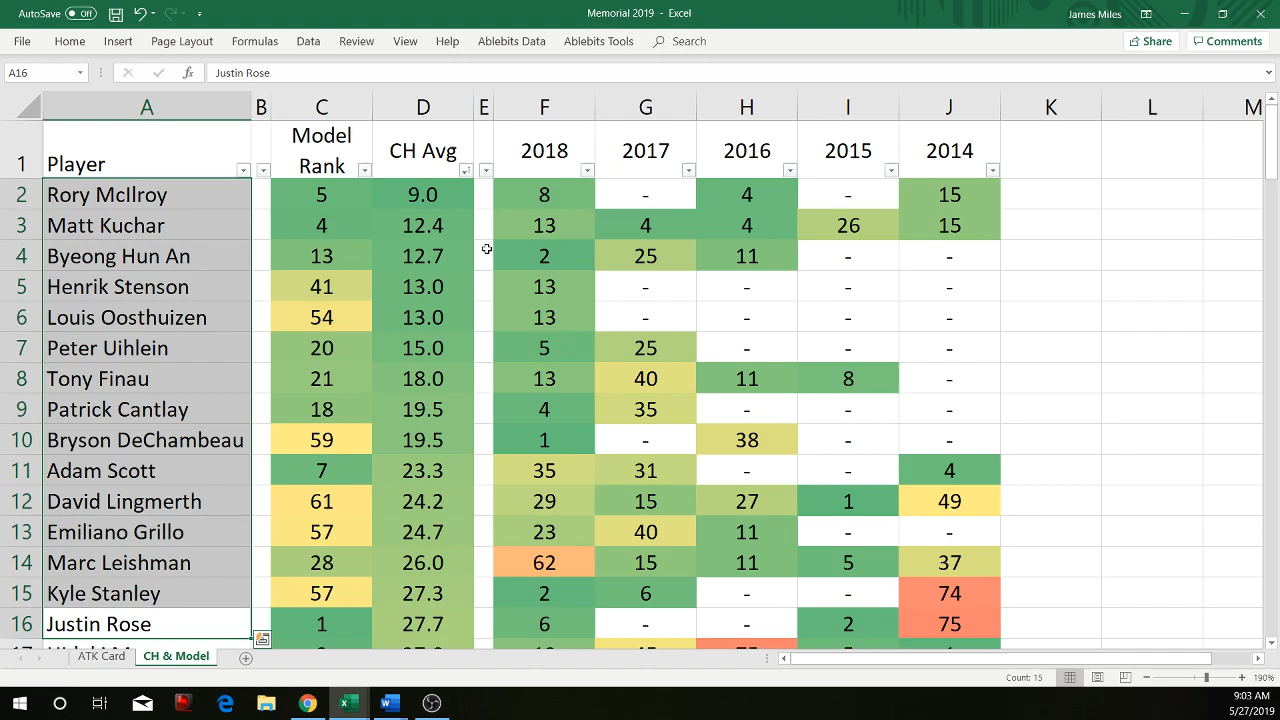 AutoSave Off Memorial 2019 - Excel James Miles
File Home Insert Page Layout Formulas Data Review View Help Ablebits Data Ablebits Tools Search Share Comments
A16 fx Justin Rose
A B C D E F G H I J K L M
1 Player Model Rank CH Avg 2018 2017 2016 2015 2014
2 Rory McIlroy 5 9.0 8 - 4 - 15
3 Matt Kuchar 4 12.4 13 4 4 26 15
4 Byeong Hun An 13 12.7 2 25 11 - -
5 Henrik Stenson 41 13.0 13 - - - -
6 Louis Oosthuizen 54 13.0 13 - - - -
7 Peter Uihlein 20 15.0 5 25 - - -
8 Tony Finau 21 18.0 13 40 11 8 -
9 Patrick Cantlay 18 19.5 4 35 - - -
10 Bryson DeChambeau 59 19.5 1 - 38 - -
11 Adam Scott 7 23.3 35 31 - - 4
12 David Lingmerth 61 24.2 29 15 27 1 49
13 Emiliano Grillo 57 24.7 23 40 11 - -
14 Marc Leishman 28 26.0 62 15 11 5 37
15 Kyle Stanley 57 27.3 2 6 - - 74
16 Justin Rose 1 27.7 6 - - 2 75
ATK Card CH & Model
Count: 15 190%
9:03 AM
5/27/2019